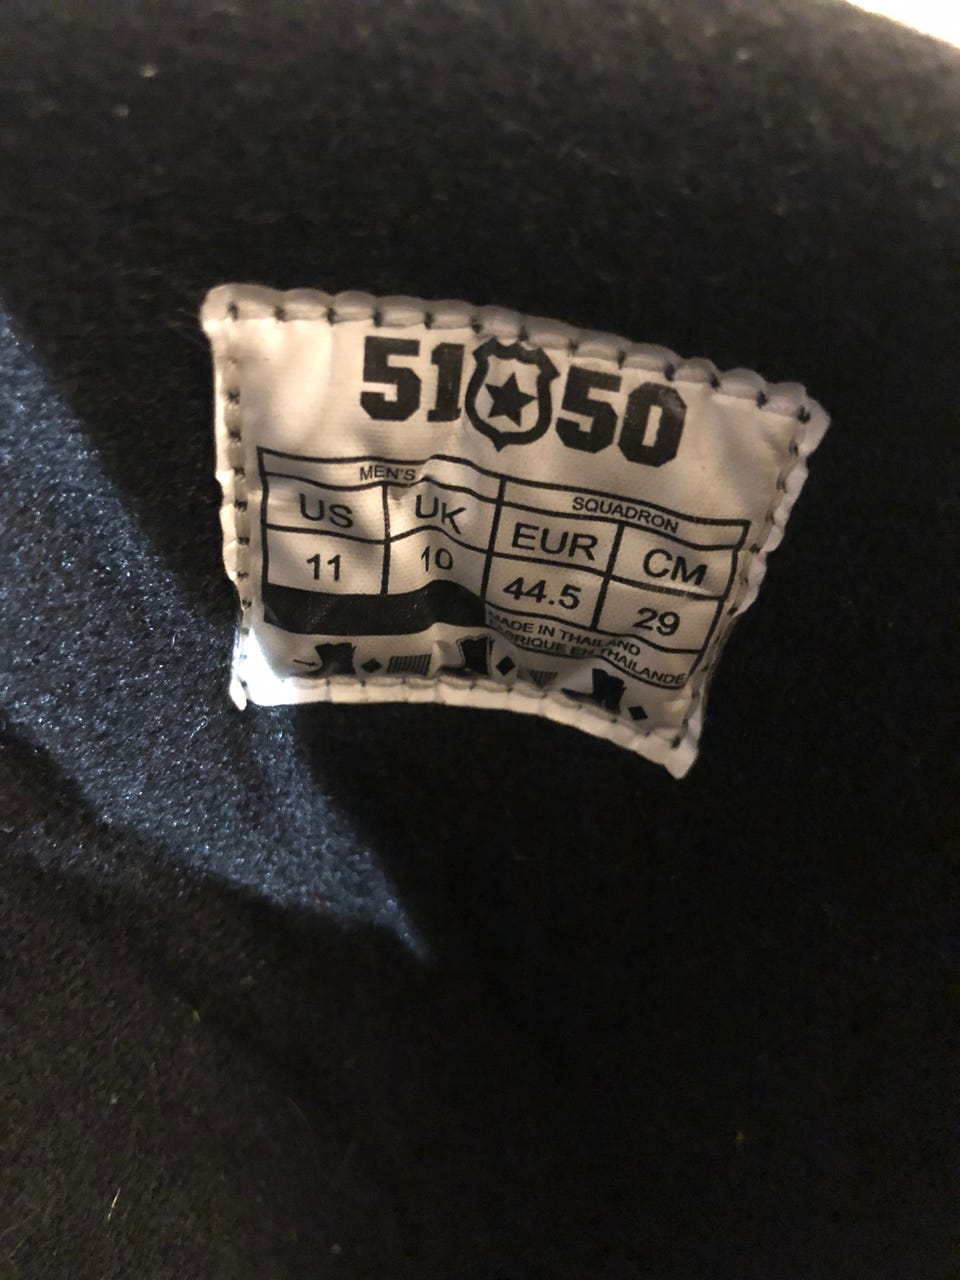 51 50
MEN'S SQUADRON
US UK EUR CM
11 10 44.5 29
MADE IN THAILAND
FABRIQUE EN THAILANDE